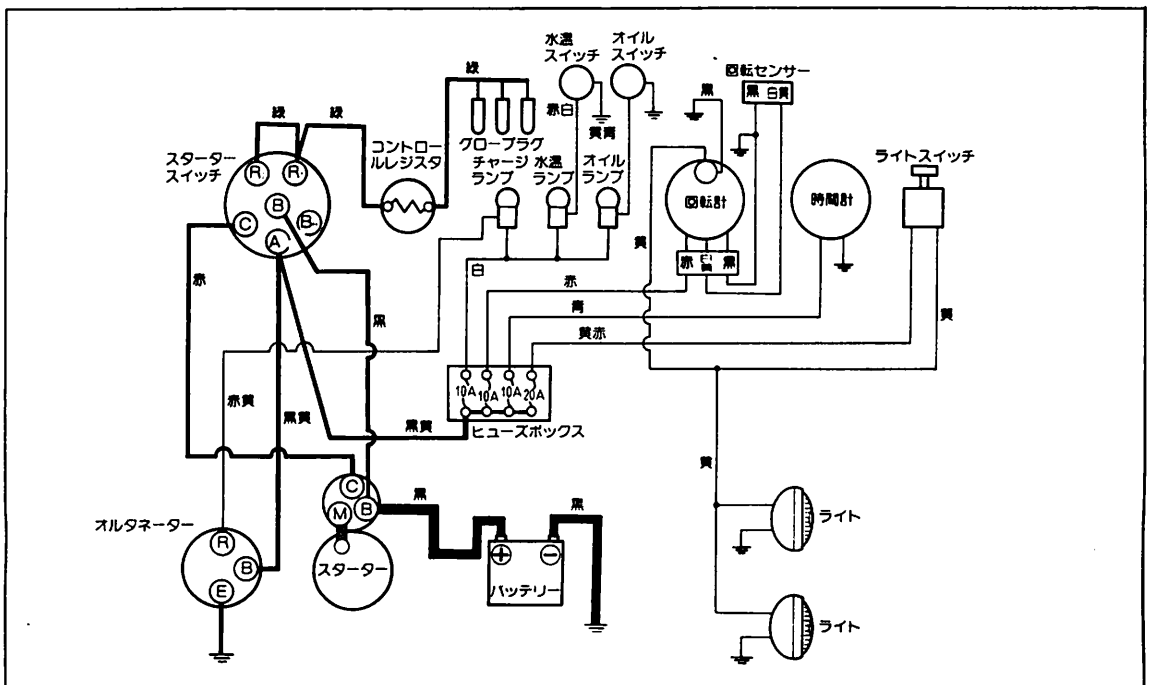 水温
スイッチ
オイル
スイッチ
回転センサー
黒 白 黄
緑
緑
緑
黒
赤白
黄青
スターター
スイッチ
R
R
B
B
C
A
コントロー
ルレジスタ
グロープラグ
チャージ
ランプ
水温
ランプ
オイル
ランプ
回転計
時間計
ライトスイッチ
赤
黒
黄
白
赤
赤
黒
青
黄赤
黄
10A
10A
10A
20A
ヒューズボックス
赤黄
黒黄
黒黄
黄
C
M
B
黒
黒
オルタネーター
R
B
E
スターター
+
−
バッテリー
ライト
ライト